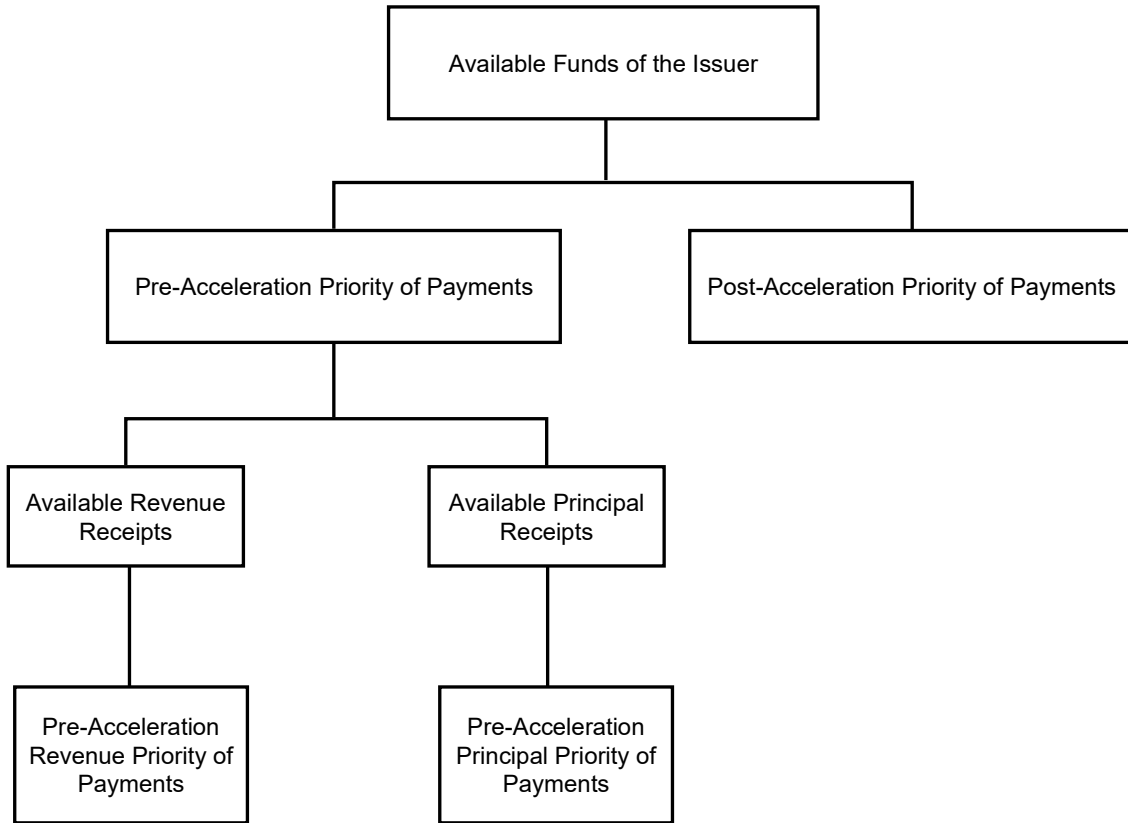 Available Funds of the Issuer
Pre-Acceleration Priority of Payments
Post-Acceleration Priority of Payments
Available Revenue
Receipts
Available Principal
Receipts
Pre-Acceleration
Revenue Priority of
Payments
Pre-Acceleration
Principal Priority of
Payments